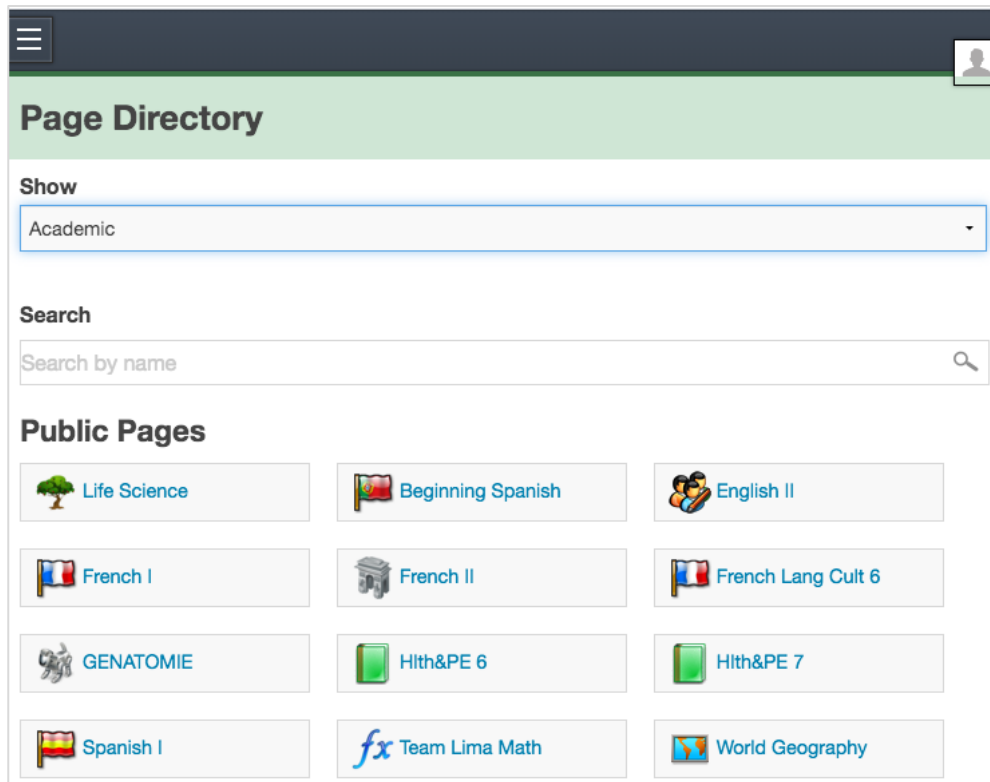 Page Directory
Show
Academic
Search
Search by name
Public Pages
Life Science
Beginning Spanish
English II
French I
French II
French Lang Cult 6
GENATOMIE
Hlth&PE 6
Hlth&PE 7
Spanish I
fx Team Lima Math
World Geography